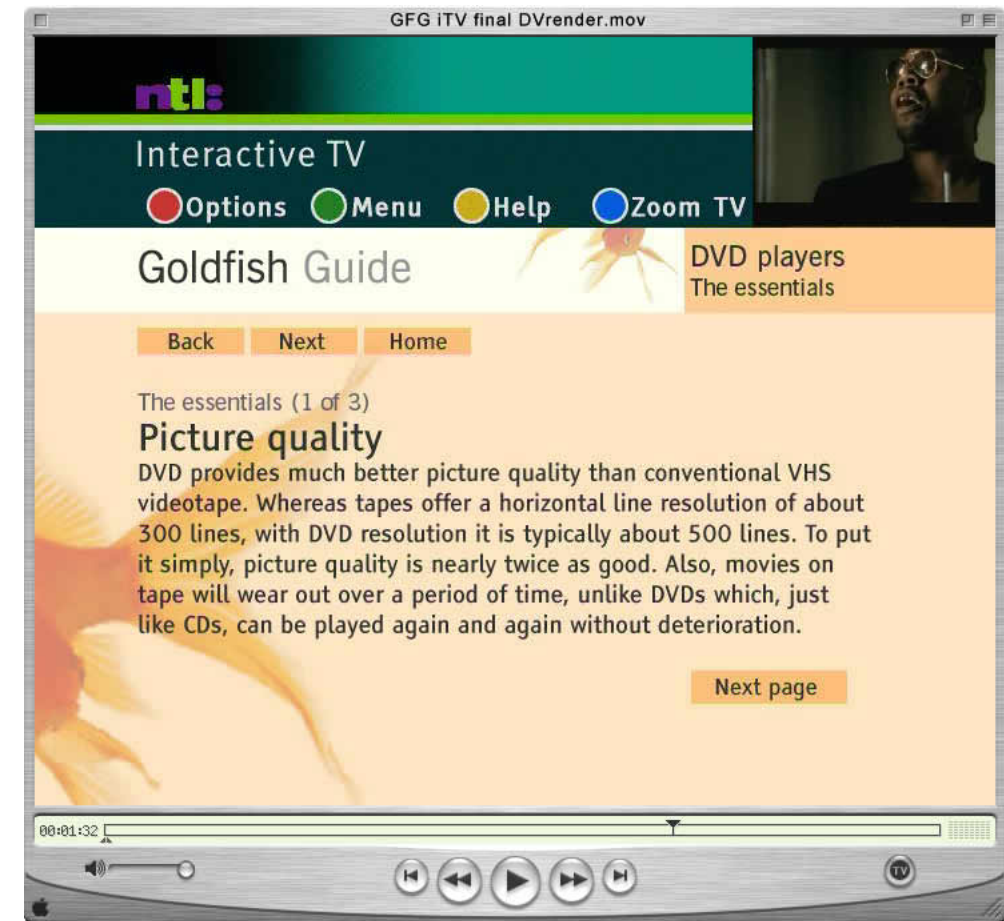 GFG iTV final DVrender.mov
ntl:
Interactive TV
Options Menu Help Zoom TV
Goldfish Guide
DVD players
The essentials
Back Next Home
The essentials (1 of 3)
Picture quality
DVD provides much better picture quality than conventional VHS
videotape. Whereas tapes offer a horizontal line resolution of about
300 lines, with DVD resolution it is typically about 500 lines. To put
it simply, picture quality is nearly twice as good. Also, movies on
tape will wear out over a period of time, unlike DVDs which, just
like CDs, can be played again and again without deterioration.
Next page
00:01:32
TV